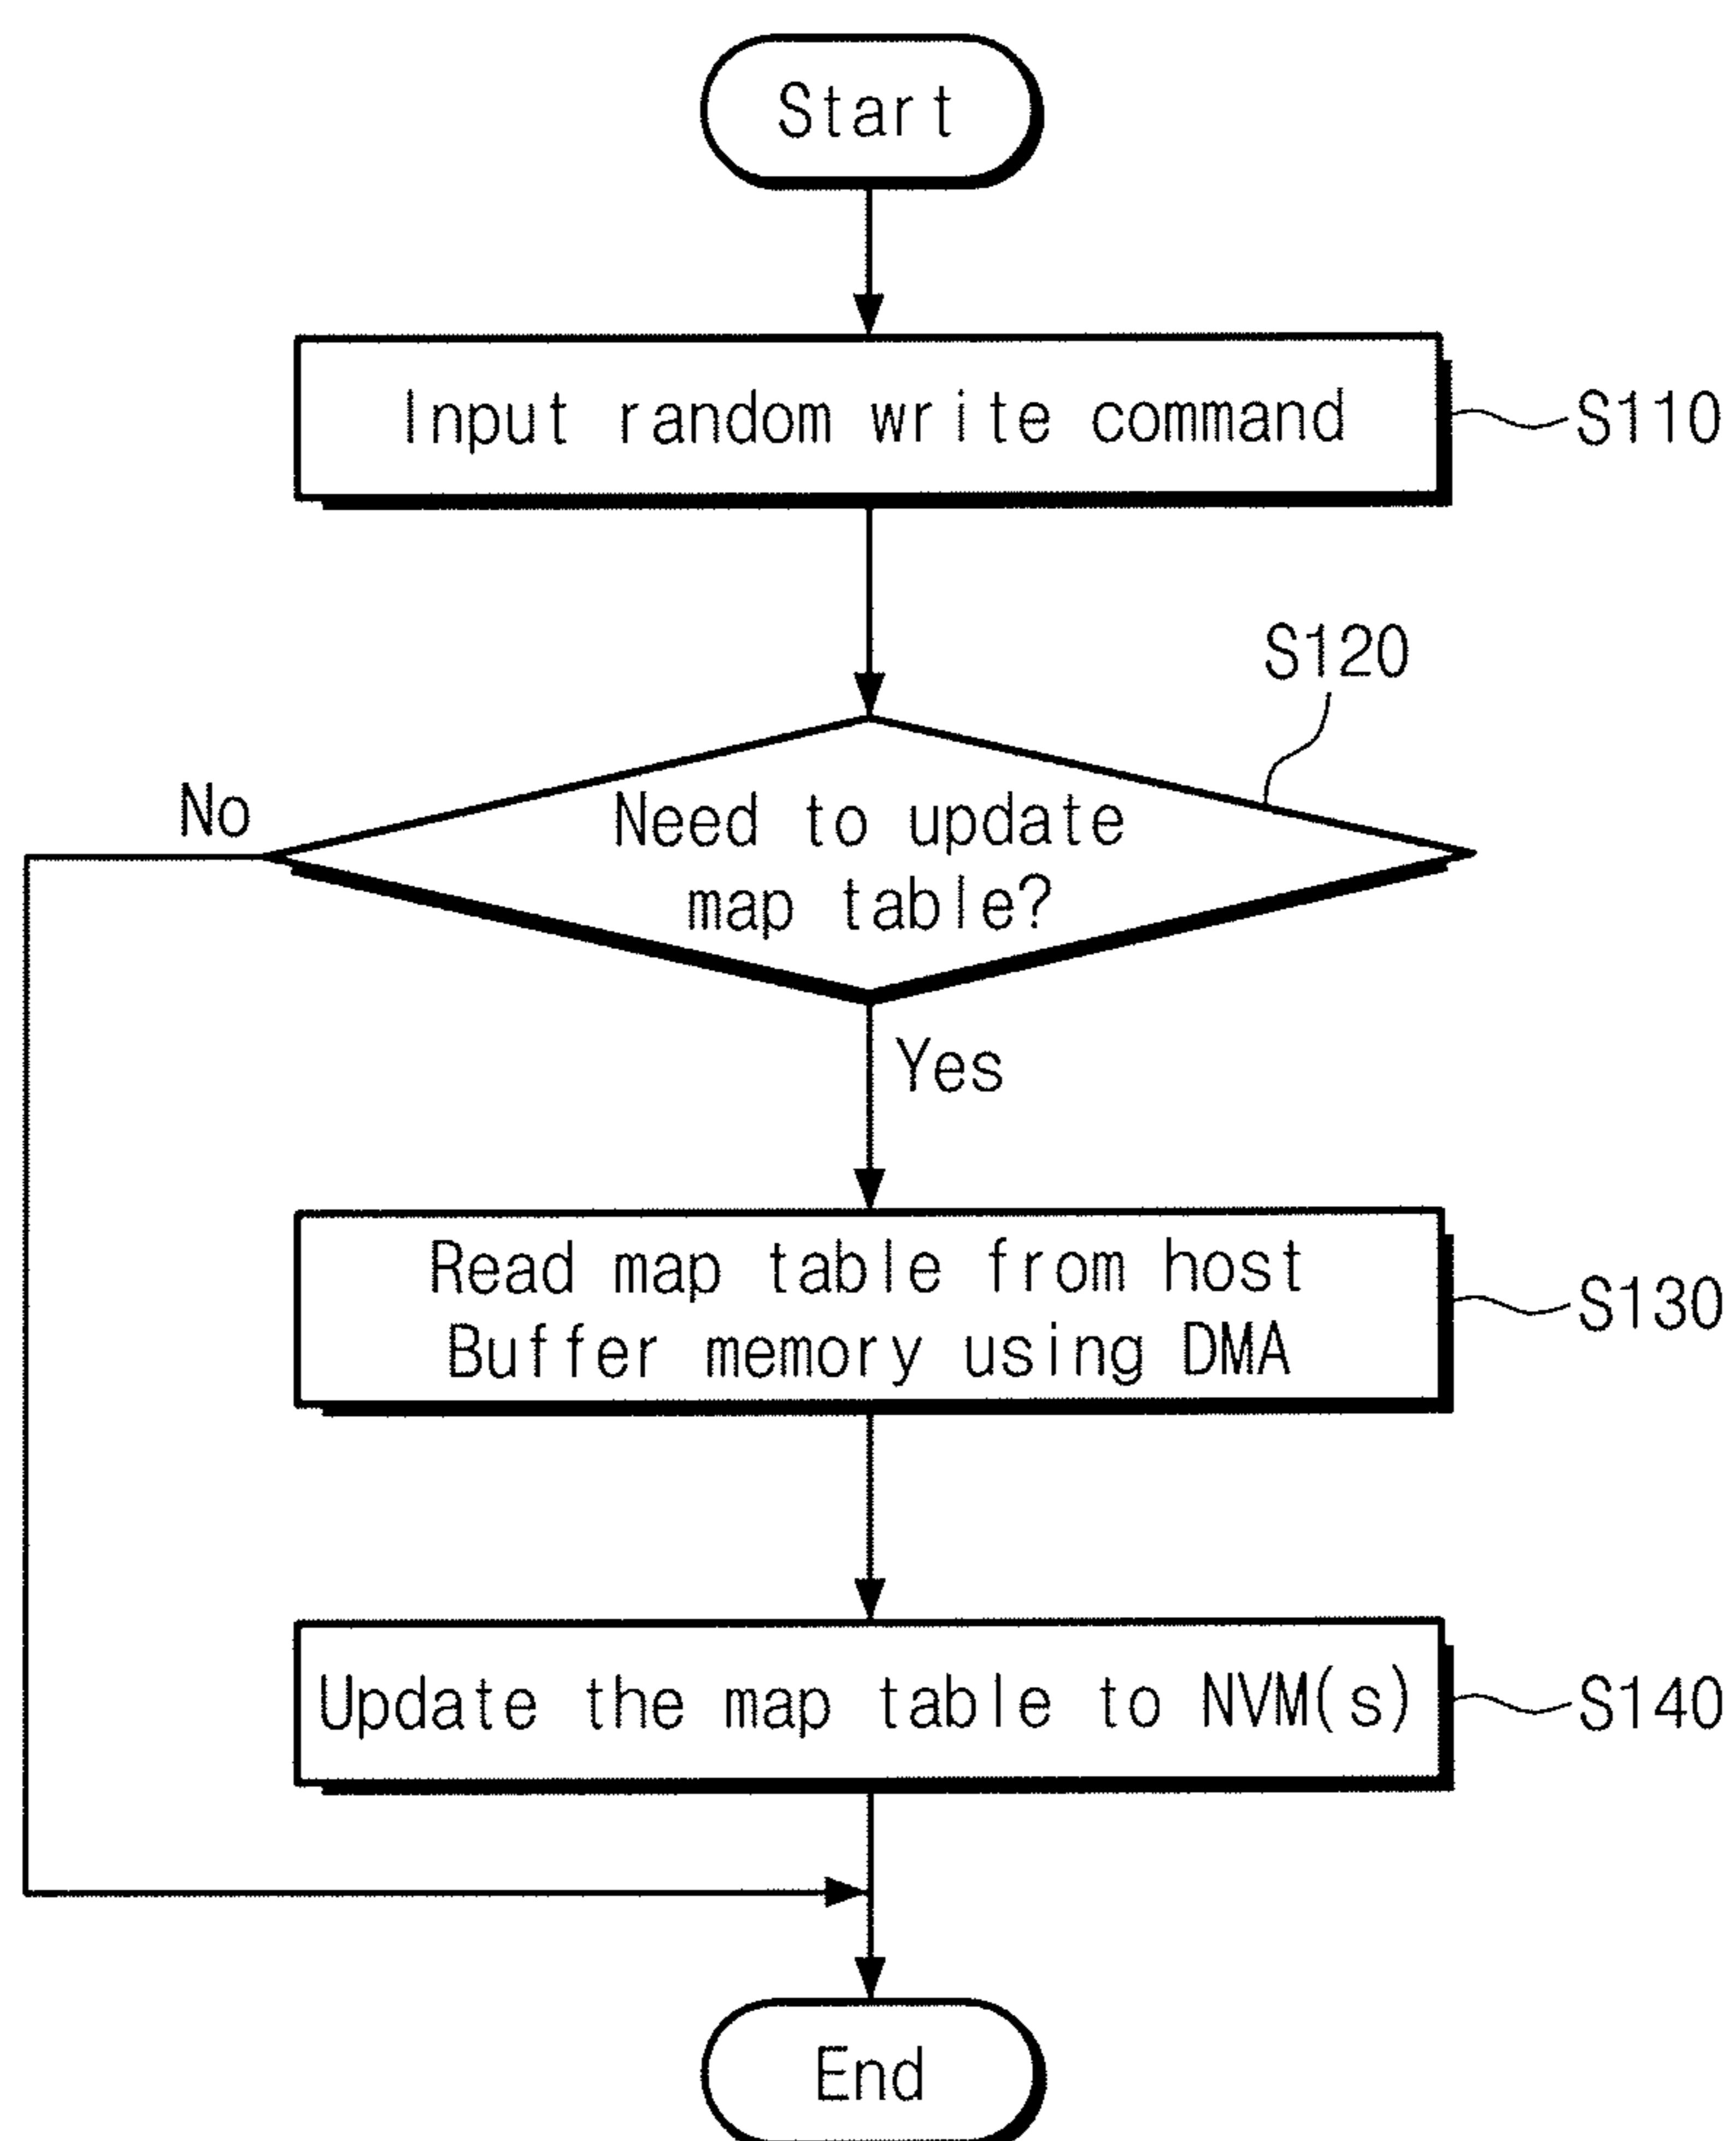 Start
Input random write command
S110
S120
No
Need to update
map table?
Yes
Read map table from host
Buffer memory using DMA
S130
Update the map table to NVM(s)
S140
End